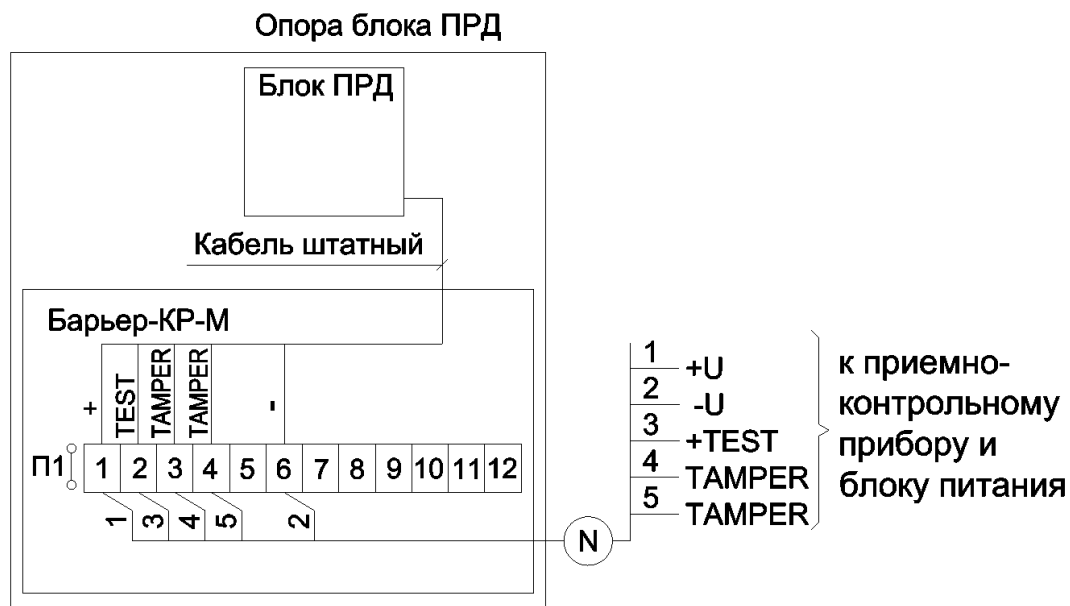 Опора блока ПРД
Блок ПРД
Кабель штатный
Барьер-КР-М
+
TEST
TAMPER
TAMPER
-
П1
1 2 3 4 5 6 7 8 9 10 11 12
1 3 4 5 2
N
1 +U
2 -U
3 +TEST
4 TAMPER
5 TAMPER
к приемно-
контрольному
прибору и
блоку питания